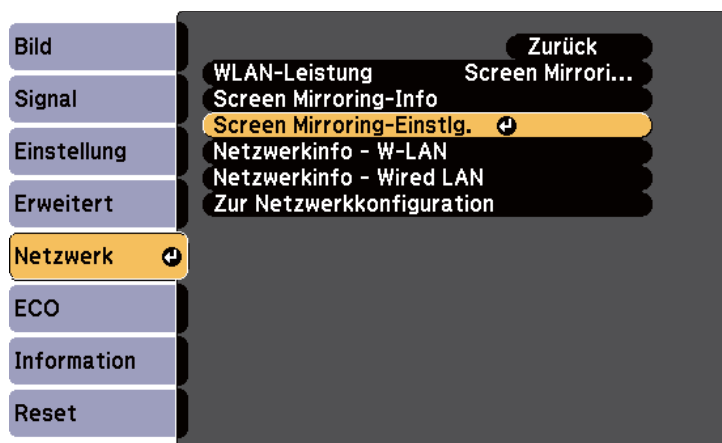 Bild
Signal
Einstellung
Erweitert
Netzwerk
ECO
Information
Reset
Zurück
WLAN-Leistung Screen Mirrori...
Screen Mirroring-Info
Screen Mirroring-Einstlg.
Netzwerkinfo - W-LAN
Netzwerkinfo - Wired LAN
Zur Netzwerkkonfiguration